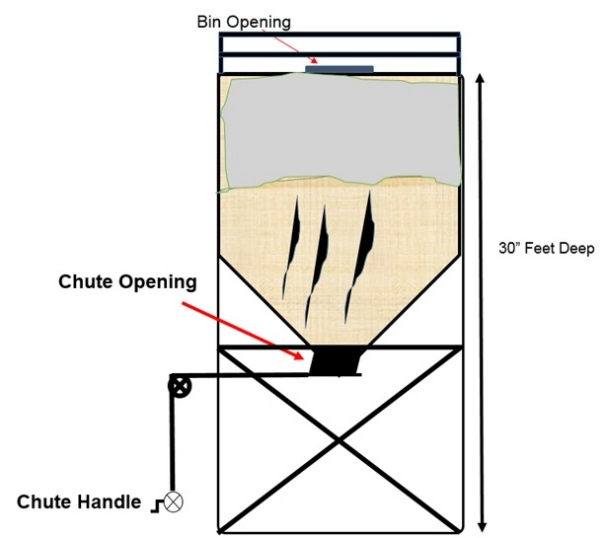 Bin Opening
30” Feet Deep
Chute Opening
Chute Handle